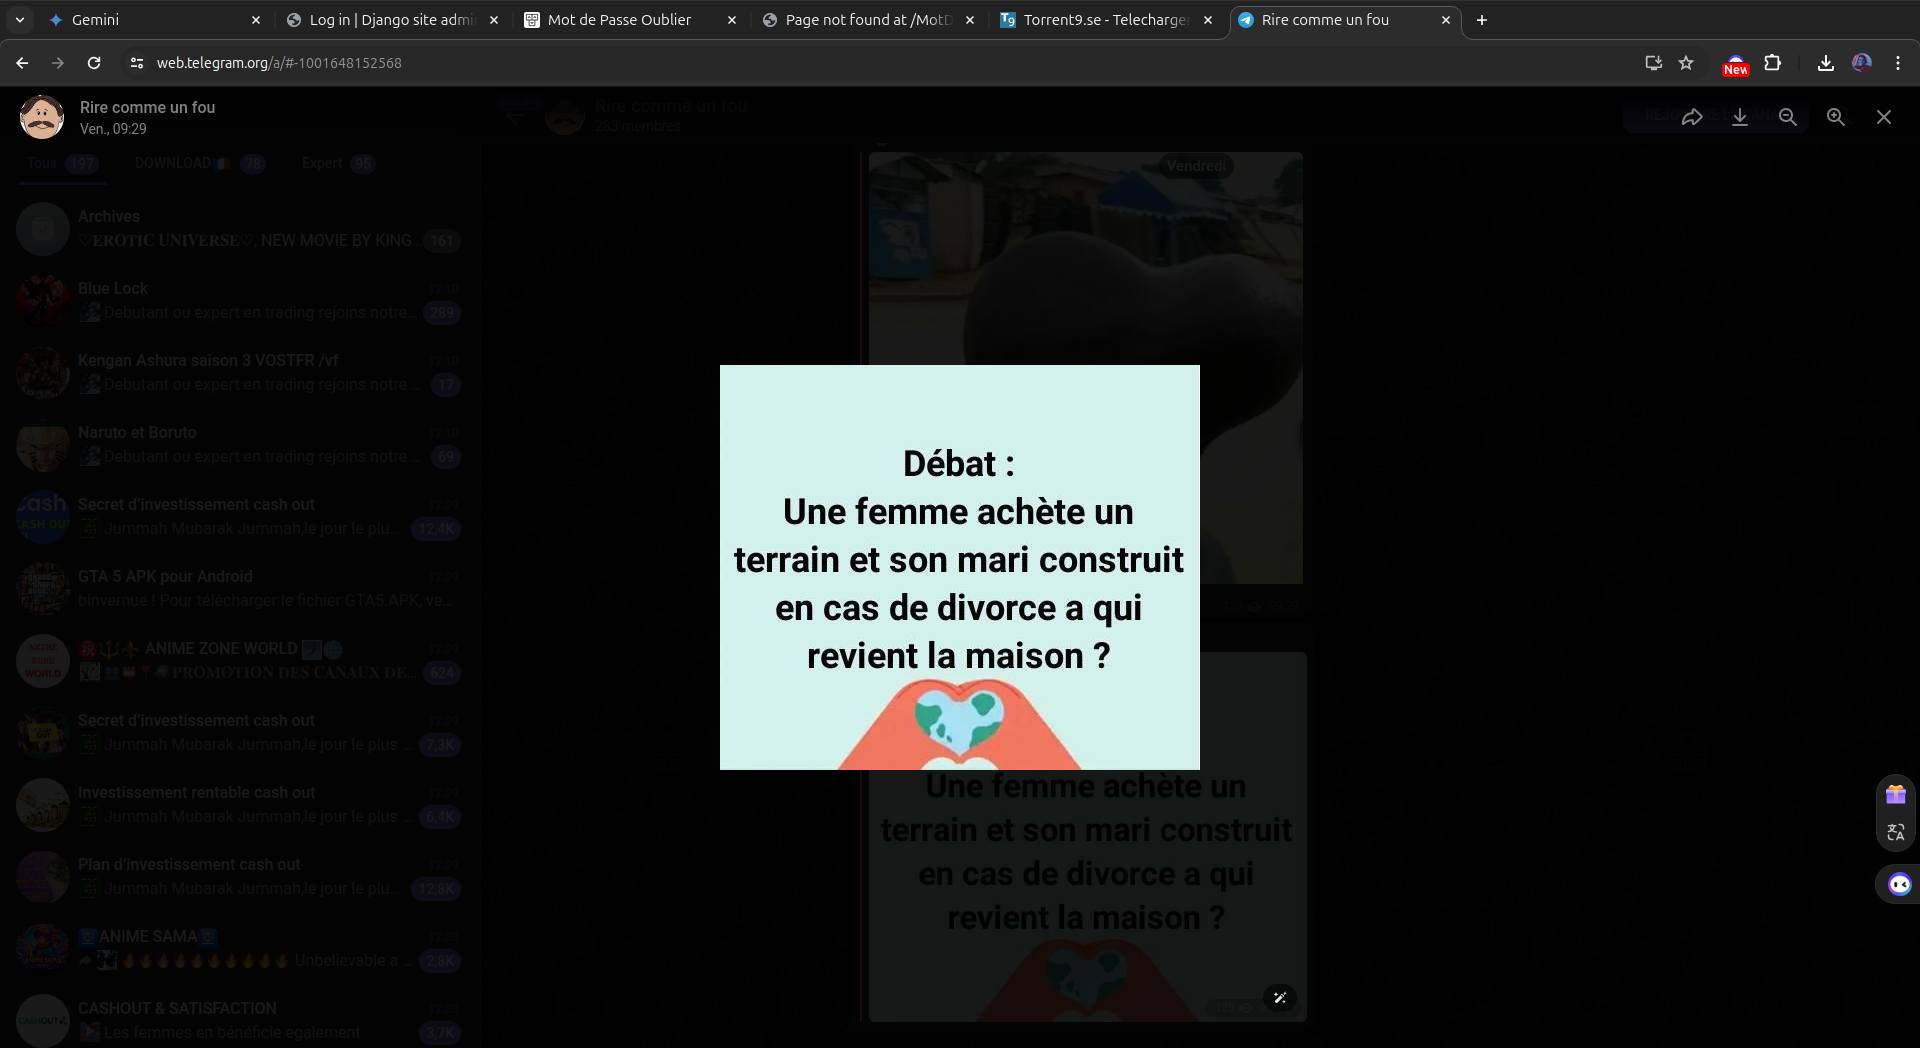 Gemini
Log in | Django site admi
Mot de Passe Oublier
Page not found at /MotD
Torrent9.se - Telecharger
Rire comme un fou
web.telegram.org/a/#-1001648152568
New
Rire comme un fou
Ven., 09:29
Rire comme un fou
263 membres
Tous 197
DOWNLOAD 78
Expert 95
Vendredi
Archives
♡EROTIC UNIVERSE♡, NEW MOVIE BY KING... 161
Blue Lock
Debutant ou expert en trading rejoins notre... 289
Kengan Ashura saison 3 VOSTFR /vf
Debutant ou expert en trading rejoins notre ... 17
Naruto et Boruto
Debutant ou expert en trading rejoins notre ... 69
Secret d'investissement cash out
Jummah Mubarak Jummah,le jour le plu... 12,4K
GTA 5 APK pour Android
binvernue ! Pour télécharger le fichier GTA5.APK, ve...
ANIME ZONE WORLD
PROMOTION DES CANAUX DE... 624
Secret d'investissement cash out
Jummah Mubarak Jummah,le jour le plus ... 7,3K
Investissement rentable cash out
Jummah Mubarak Jummah,le jour le plus ... 6,4K
Plan d'investissement cash out
Jummah Mubarak Jummah,le jour le plu... 12,8K
ANIME SAMA
Unbelievable a ... 2,8K
CASHOUT & SATISFACTION
Les femmes en bénéficie egalement 3,7K
Débat :
Une femme achète un
terrain et son mari construit
en cas de divorce a qui
revient la maison ?
Une femme achète un
terrain et son mari construit
en cas de divorce a qui
revient la maison ?